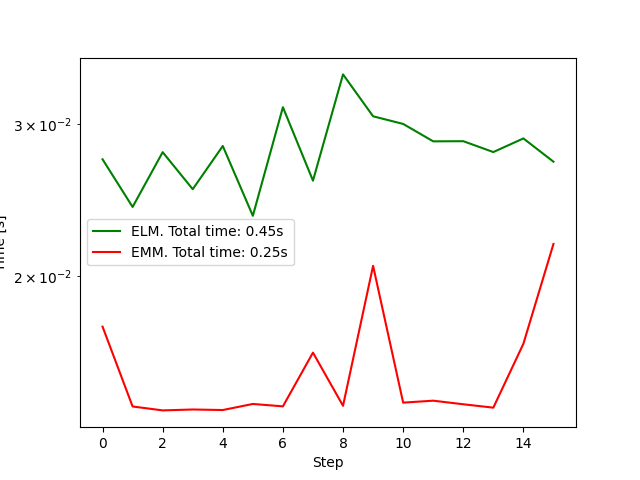 3 × 10⁻²
2 × 10⁻²
Time [s]
ELM. Total time: 0.45s
EMM. Total time: 0.25s
0 2 4 6 8 10 12 14
Step